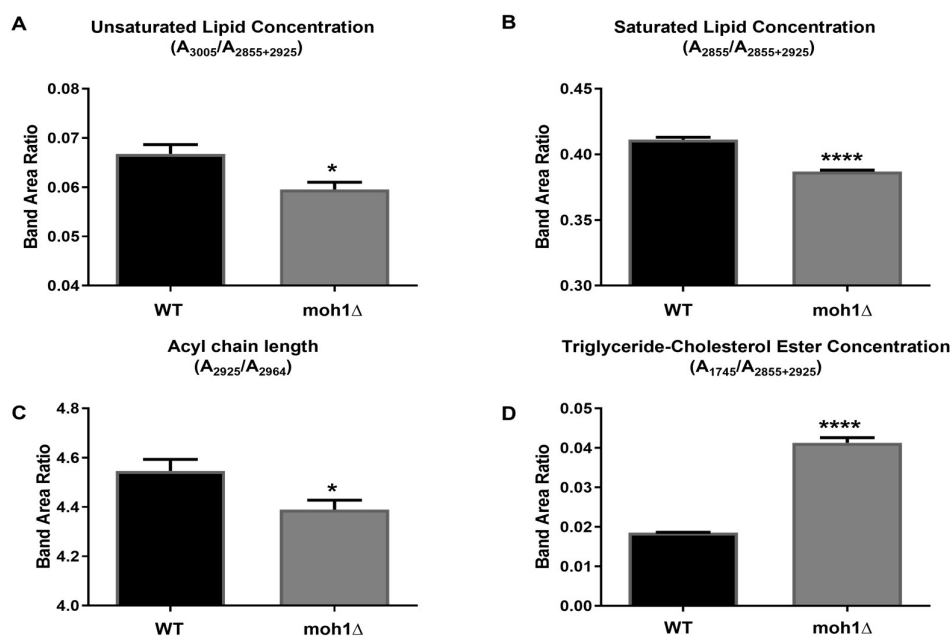 A
Unsaturated Lipid Concentration
(A3005/A2855+2925)
Band Area Ratio
0.08
0.07
0.06
0.05
0.04
*
WT
moh1Δ
B
Saturated Lipid Concentration
(A2855/A2855+2925)
Band Area Ratio
0.45
0.40
0.35
0.30
****
WT
moh1Δ
C
Acyl chain length
(A2925/A2964)
Band Area Ratio
4.8
4.6
4.4
4.2
4.0
*
WT
moh1Δ
D
Triglyceride-Cholesterol Ester Concentration
(A1745/A2855+2925)
Band Area Ratio
0.05
0.04
0.03
0.02
0.01
0.00
****
WT
moh1Δ